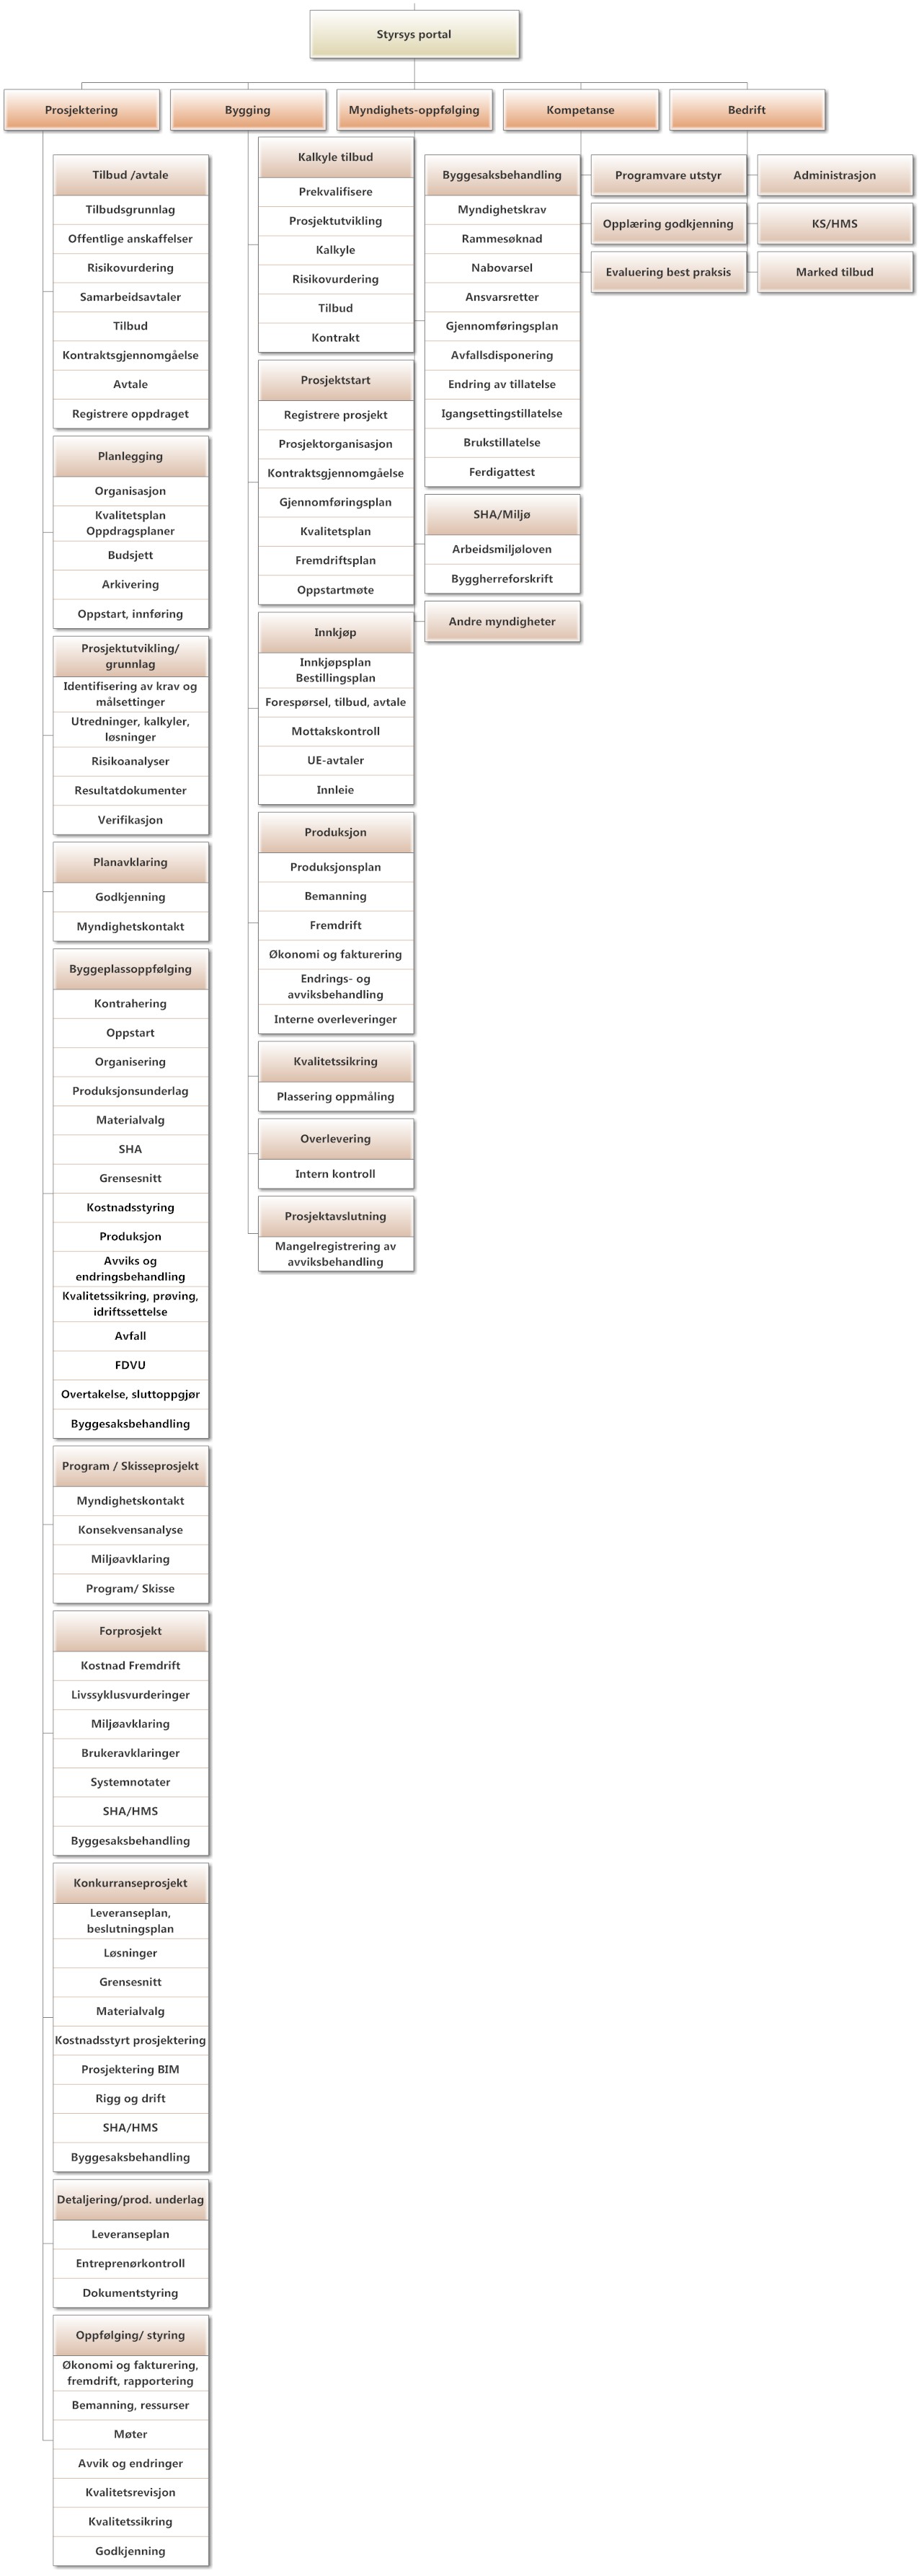 Styrsys portal
Prosjektering
Bygging
Myndighets-oppfølging
Kompetanse
Bedrift
Tilbud /avtale
Tilbudsgrunnlag
Offentlige anskaffelser
Risikovurdering
Samarbeidsavtaler
Tilbud
Kontraktsgjennomgåelse
Avtale
Registrere oppdraget
Planlegging
Organisasjon
Kvalitetsplan
Oppdragsplaner
Budsjett
Arkivering
Oppstart, innføring
Prosjektutvikling/
grunnlag
Identifisering av krav og
målsettinger
Utredninger, kalkyler,
løsninger
Risikoanalyser
Resultatdokumenter
Verifikasjon
Planavklaring
Godkjenning
Myndighetskontakt
Byggeplassoppfølging
Kontrahering
Oppstart
Organisering
Produksjonsunderlag
Materialvalg
SHA
Grensesnitt
Kostnadsstyring
Produksjon
Avviks og
endringsbehandling
Kvalitetssikring, prøving,
idriftssettelse
Avfall
FDVU
Overtakelse, sluttoppgjør
Byggesaksbehandling
Program / Skisseprosjekt
Myndighetskontakt
Konsekvensanalyse
Miljøavklaring
Program/ Skisse
Forprosjekt
Kostnad Fremdrift
Livssyklusvurderinger
Miljøavklaring
Brukeravklaringer
Systemnotater
SHA/HMS
Byggesaksbehandling
Konkurranseprosjekt
Leveranseplan,
beslutningsplan
Løsninger
Grensesnitt
Materialvalg
Kostnadsstyrt prosjektering
Prosjektering BIM
Rigg og drift
SHA/HMS
Byggesaksbehandling
Detaljering/prod. underlag
Leveranseplan
Entreprenørkontroll
Dokumentstyring
Oppfølging/ styring
Økonomi og fakturering,
fremdrift, rapportering
Bemanning, ressurser
Møter
Avvik og endringer
Kvalitetsrevisjon
Kvalitetssikring
Godkjenning
Kalkyle tilbud
Prekvalifisere
Prosjektutvikling
Kalkyle
Risikovurdering
Tilbud
Kontrakt
Prosjektstart
Registrere prosjekt
Prosjektorganisasjon
Kontraktsgjennomgåelse
Gjennomføringsplan
Kvalitetsplan
Fremdriftsplan
Oppstartmøte
Innkjøp
Innkjøpsplan
Bestillingsplan
Forespørsel, tilbud, avtale
Mottakskontroll
UE-avtaler
Innleie
Produksjon
Produksjonsplan
Bemanning
Fremdrift
Økonomi og fakturering
Endrings- og
avviksbehandling
Interne overleveringer
Kvalitetssikring
Plassering oppmåling
Overlevering
Intern kontroll
Prosjektavslutning
Mangelregistrering av
avviksbehandling
Byggesaksbehandling
Myndighetskrav
Rammesøknad
Nabovarsel
Ansvarsretter
Gjennomføringsplan
Avfallsdisponering
Endring av tillatelse
Igangsettingstillatelse
Brukstillatelse
Ferdigattest
SHA/Miljø
Arbeidsmiljøloven
Byggherreforskrift
Andre myndigheter
Programvare utstyr
Opplæring godkjenning
Evaluering best praksis
Administrasjon
KS/HMS
Marked tilbud